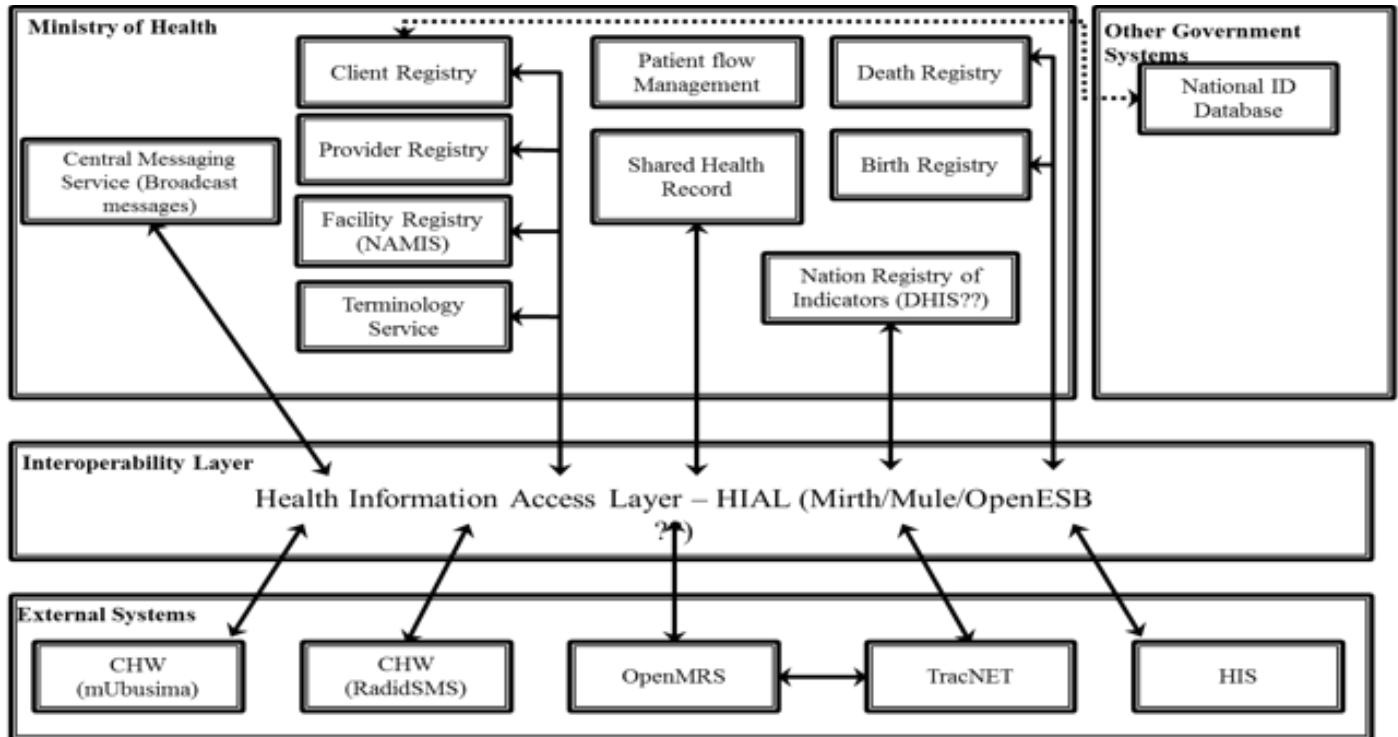 Ministry of Health
Client Registry
Patient flow
Management
Death Registry
Other Government
Systems
National ID
Database
Central Messaging
Service (Broadcast
messages)
Provider Registry
Shared Health
Record
Birth Registry
Facility Registry
(NAMIS)
Nation Registry of
Indicators (DHIS??)
Terminology
Service
Interoperability Layer
Health Information Access Layer – HIAL (Mirth/Mule/OpenESB
??)
External Systems
CHW
(mUbusima)
CHW
(RadidSMS)
OpenMRS
TracNET
HIS